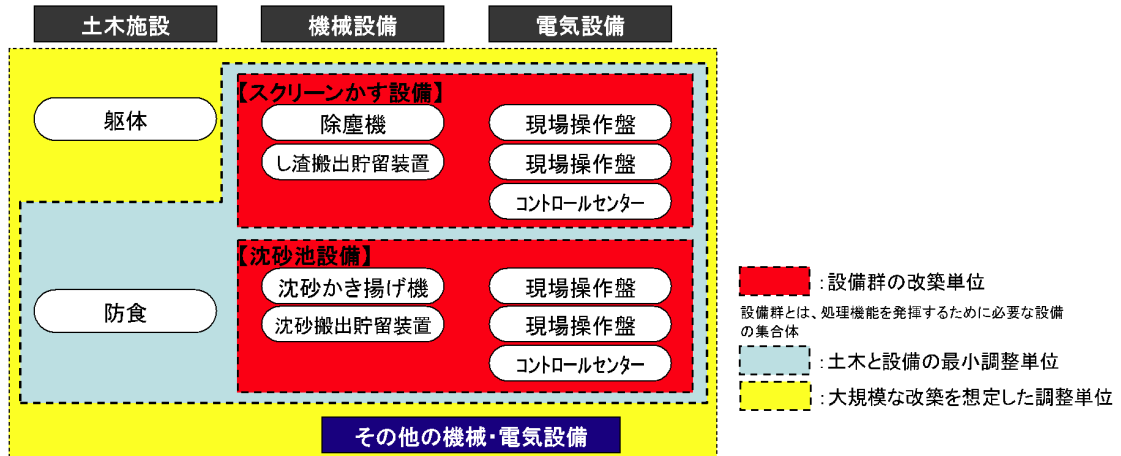 土木施設
機械設備
電気設備
躯体
【スクリーンかす設備】
除塵機
現場操作盤
し渣搬出貯留装置
現場操作盤
コントロールセンター
防食
【沈砂池設備】
沈砂かき揚げ機
現場操作盤
沈砂搬出貯留装置
現場操作盤
コントロールセンター
その他の機械・電気設備
：設備群の改築単位
設備群とは、処理機能を発揮するために必要な設備
の集合体
：土木と設備の最小調整単位
：大規模な改築を想定した調整単位